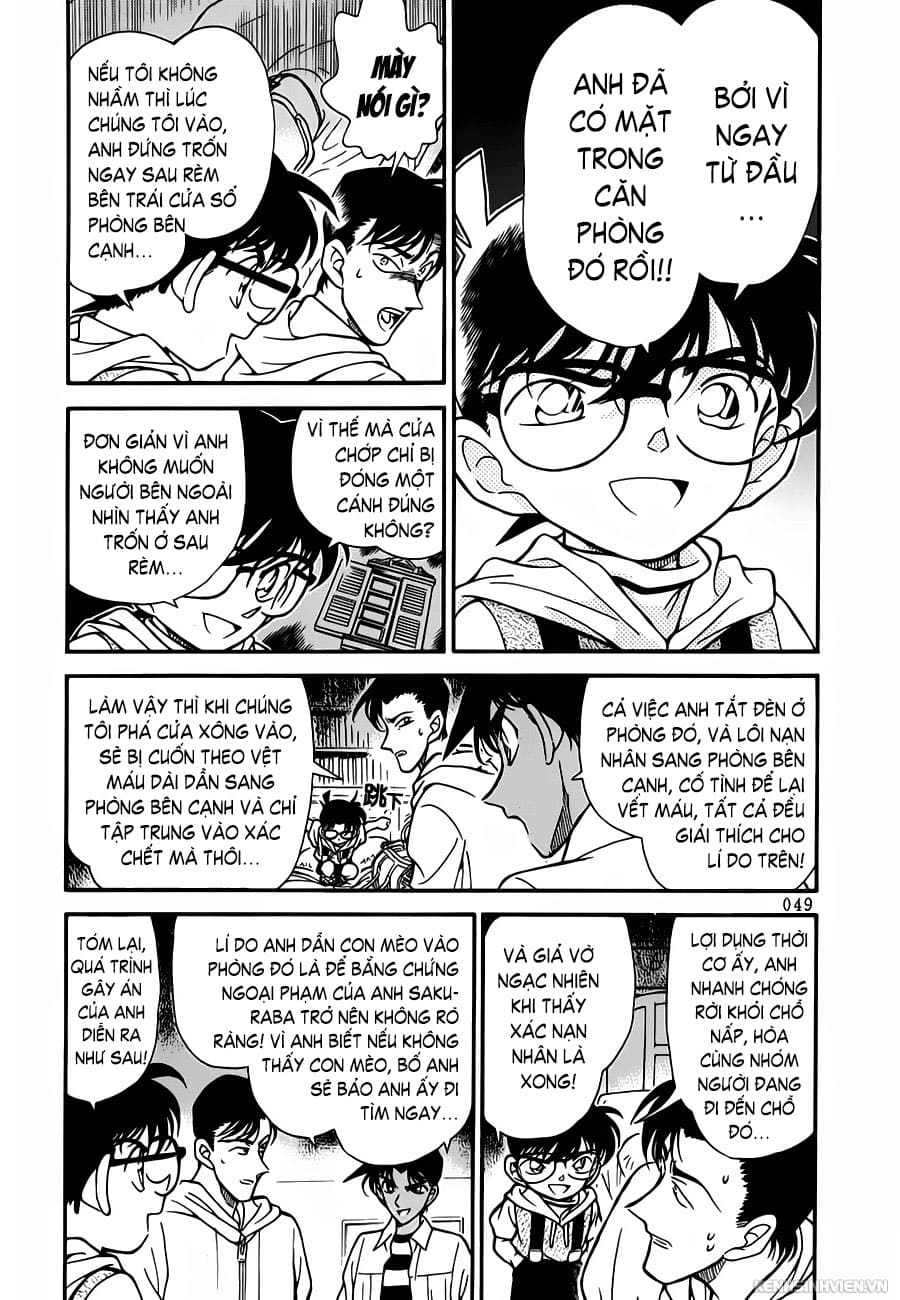 BỞI VÌ
NGAY
TỪ ĐẦU
...
ANH ĐÃ
CÓ MẶT
TRONG
CĂN
PHÒNG
ĐÓ RỒI!!
MÀY
NÓI GÌ?
NẾU TÔI KHÔNG
NHẦM THÌ LÚC
CHÚNG TÔI VÀO,
ANH ĐỨNG TRỐN
NGAY SAU RÈM
BÊN TRÁI CỬA SỔ
PHÒNG BÊN
CẠNH...
VÌ THẾ MÀ CỬA
CHỚP CHỈ BỊ
ĐÓNG MỘT
CÁNH ĐÚNG
KHÔNG?
ĐƠN GIẢN VÌ ANH
KHÔNG MUỐN
NGƯỜI BÊN NGOÀI
NHÌN THẤY ANH
TRỐN Ở SAU
RÈM...
CẢ VIỆC ANH TẮT ĐÈN Ở
PHÒNG ĐÓ, VÀ LÔI NẠN
NHÂN SANG PHÒNG BÊN
CẠNH, CỐ TÌNH ĐỂ LẠI
VẾT MÁU, TẤT CẢ ĐỀU
GIẢI THÍCH CHO
LÍ DO TRÊN!
跳下
LÀM VẬY THÌ KHI CHÚNG
TÔI PHÁ CỬA XÔNG VÀO,
SẼ BỊ CUỐN THEO VỆT
MÁU DÀI DẪN SANG
PHÒNG BÊN CẠNH VÀ CHỈ
TẬP TRUNG VÀO XÁC
CHẾT MÀ THÔI...
049
LỢI DỤNG THỜI
CƠ ẤY, ANH
NHANH CHÓNG
RỜI KHỎI CHỖ
NẤP, HÒA
CÙNG NHÓM
NGƯỜI ĐANG
ĐI ĐẾN CHỖ
ĐÓ...
VÀ GIẢ VỜ
NGẠC NHIÊN
KHI THẤY
XÁC NẠN
NHÂN LÀ
XONG!
LÍ DO ANH DẪN CON MÈO VÀO
PHÒNG ĐÓ LÀ ĐỂ BẰNG CHỨNG
NGOẠI PHẠM CỦA ANH SAKU-
RABA TRỞ NÊN KHÔNG RÕ
RÀNG! VÌ ANH BIẾT NẾU KHÔNG
THẤY CON MÈO, BỐ ANH
SẼ BẢO ANH ẤY ĐI
TÌM NGAY...
TÓM LẠI,
QUÁ TRÌNH
GÂY ÁN
CỦA ANH
DIỄN RA
NHƯ SAU!
KENHSINHVIEN.VN